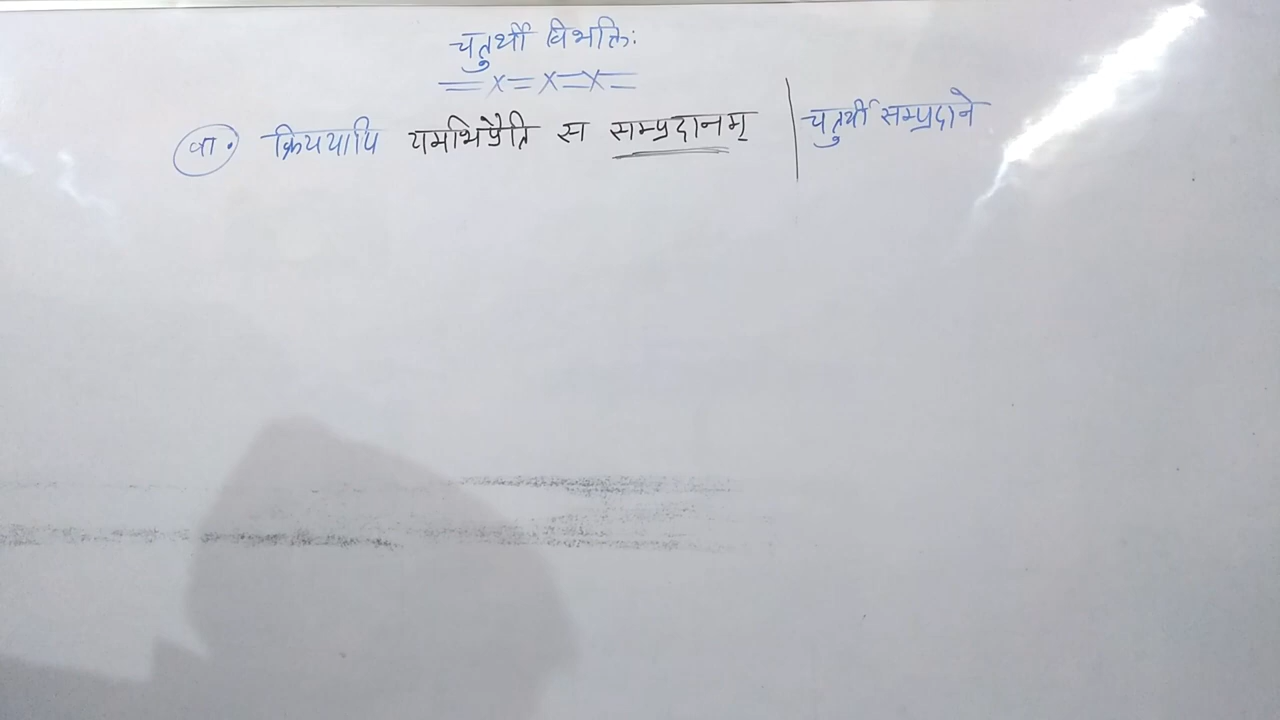 चतुर्थी विभक्तिः
=x=x=x=
वा. क्रिययापि यमभिप्रैति स सम्प्रदानम् | चतुर्थी सम्प्रदाने